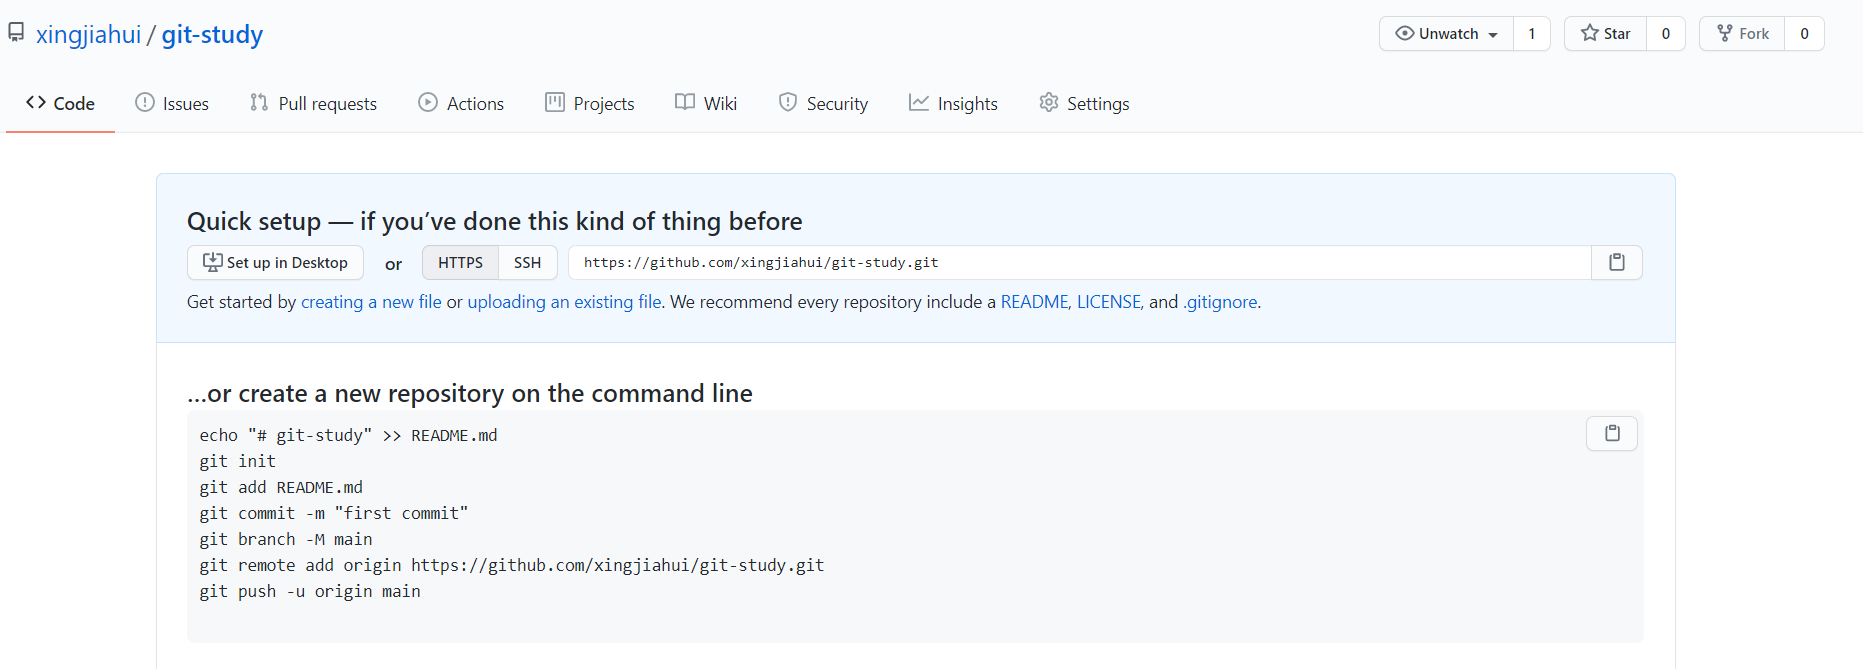 xingjiahui / git-study
Unwatch 1 Star 0 Fork 0
Code Issues Pull requests Actions Projects Wiki Security Insights Settings
Quick setup — if you’ve done this kind of thing before
Set up in Desktop or HTTPS SSH https://github.com/xingjiahui/git-study.git
Get started by creating a new file or uploading an existing file. We recommend every repository include a README, LICENSE, and .gitignore.
…or create a new repository on the command line
echo "# git-study" >> README.md
git init
git add README.md
git commit -m "first commit"
git branch -M main
git remote add origin https://github.com/xingjiahui/git-study.git
git push -u origin main